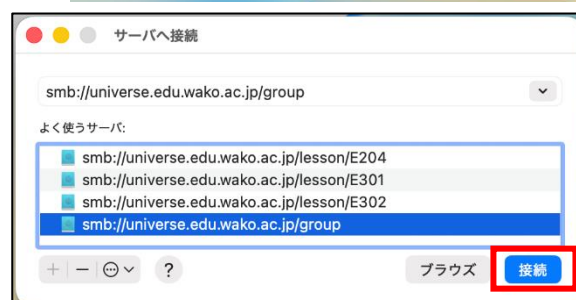 サーバへ接続
smb://universe.edu.wako.ac.jp/group
よく使うサーバ:
smb://universe.edu.wako.ac.jp/lesson/E204
smb://universe.edu.wako.ac.jp/lesson/E301
smb://universe.edu.wako.ac.jp/lesson/E302
smb://universe.edu.wako.ac.jp/group
? ブラウズ 接続